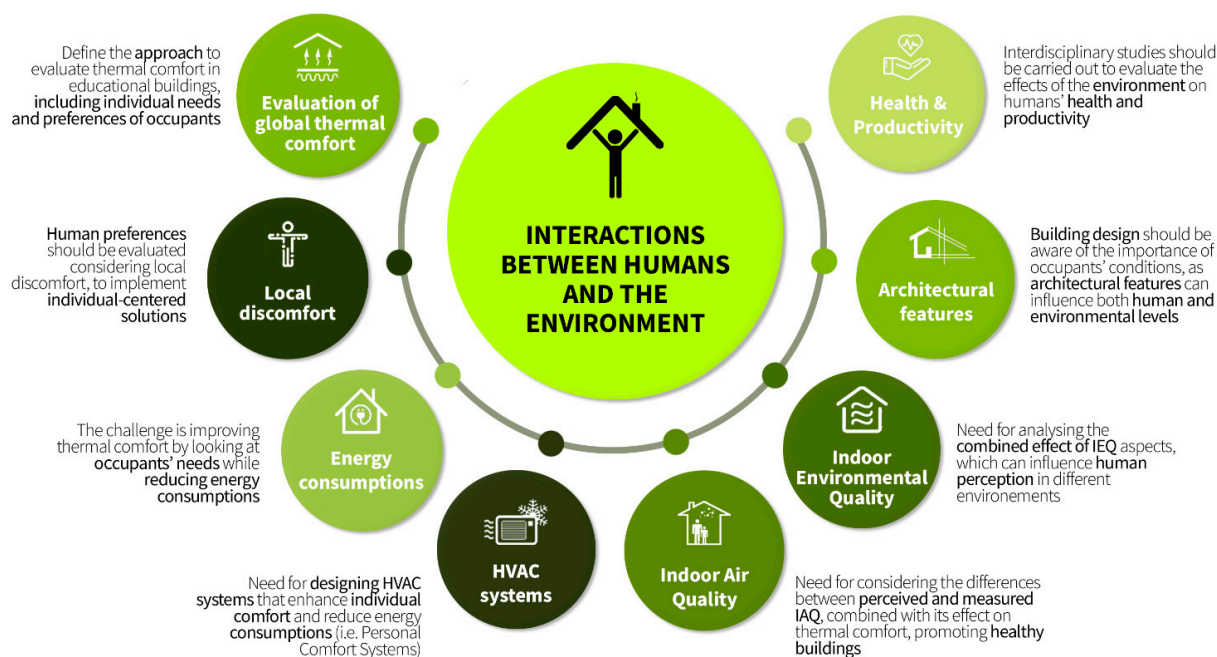 Define the approach to
evaluate thermal comfort in
educational buildings,
including individual needs
and preferences of occupants
Evaluation of
global thermal
comfort
Human preferences
should be evaluated
considering local
discomfort, to implement
individual-centered
solutions
Local
discomfort
The challenge is improving
thermal comfort by looking at
occupants' needs while
reducing energy
consumptions
Energy
consumptions
Need for designing HVAC
systems that enhance individual
comfort and reduce energy
consumptions (i.e. Personal
Comfort Systems)
HVAC
systems
INTERACTIONS
BETWEEN HUMANS
AND THE
ENVIRONMENT
Indoor Air
Quality
Need for considering the differences
between perceived and measured
IAQ, combined with its effect on
thermal comfort, promoting healthy
buildings
Indoor
Environmental
Quality
Need for analysing the
combined effect of IEQ aspects,
which can influence human
perception in different
environements
Architectural
features
Building design should be
aware of the importance of
occupants' conditions, as
architectural features can
influence both human and
environmental levels
Health &
Productivity
Interdisciplinary studies should
be carried out to evaluate the
effects of the environment on
humans' health and
productivity